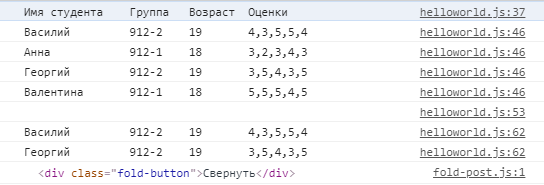 Имя студента Группа Возраст Оценки helloworld.js:37
Василий 912-2 19 4,3,5,5,4 helloworld.js:46
Анна 912-1 18 3,2,3,4,3 helloworld.js:46
Георгий 912-2 19 3,5,4,3,5 helloworld.js:46
Валентина 912-1 18 5,5,5,4,5 helloworld.js:46
helloworld.js:53
Василий 912-2 19 4,3,5,5,4 helloworld.js:62
Георгий 912-2 19 3,5,4,3,5 helloworld.js:62
<div class="fold-button">Свернуть</div> fold-post.js:1